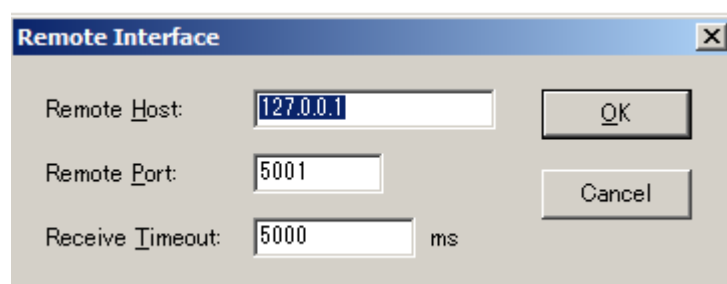 Remote Interface
Remote Host: 127.0.0.1 OK
Remote Port: 5001
Cancel
Receive Timeout: 5000 ms